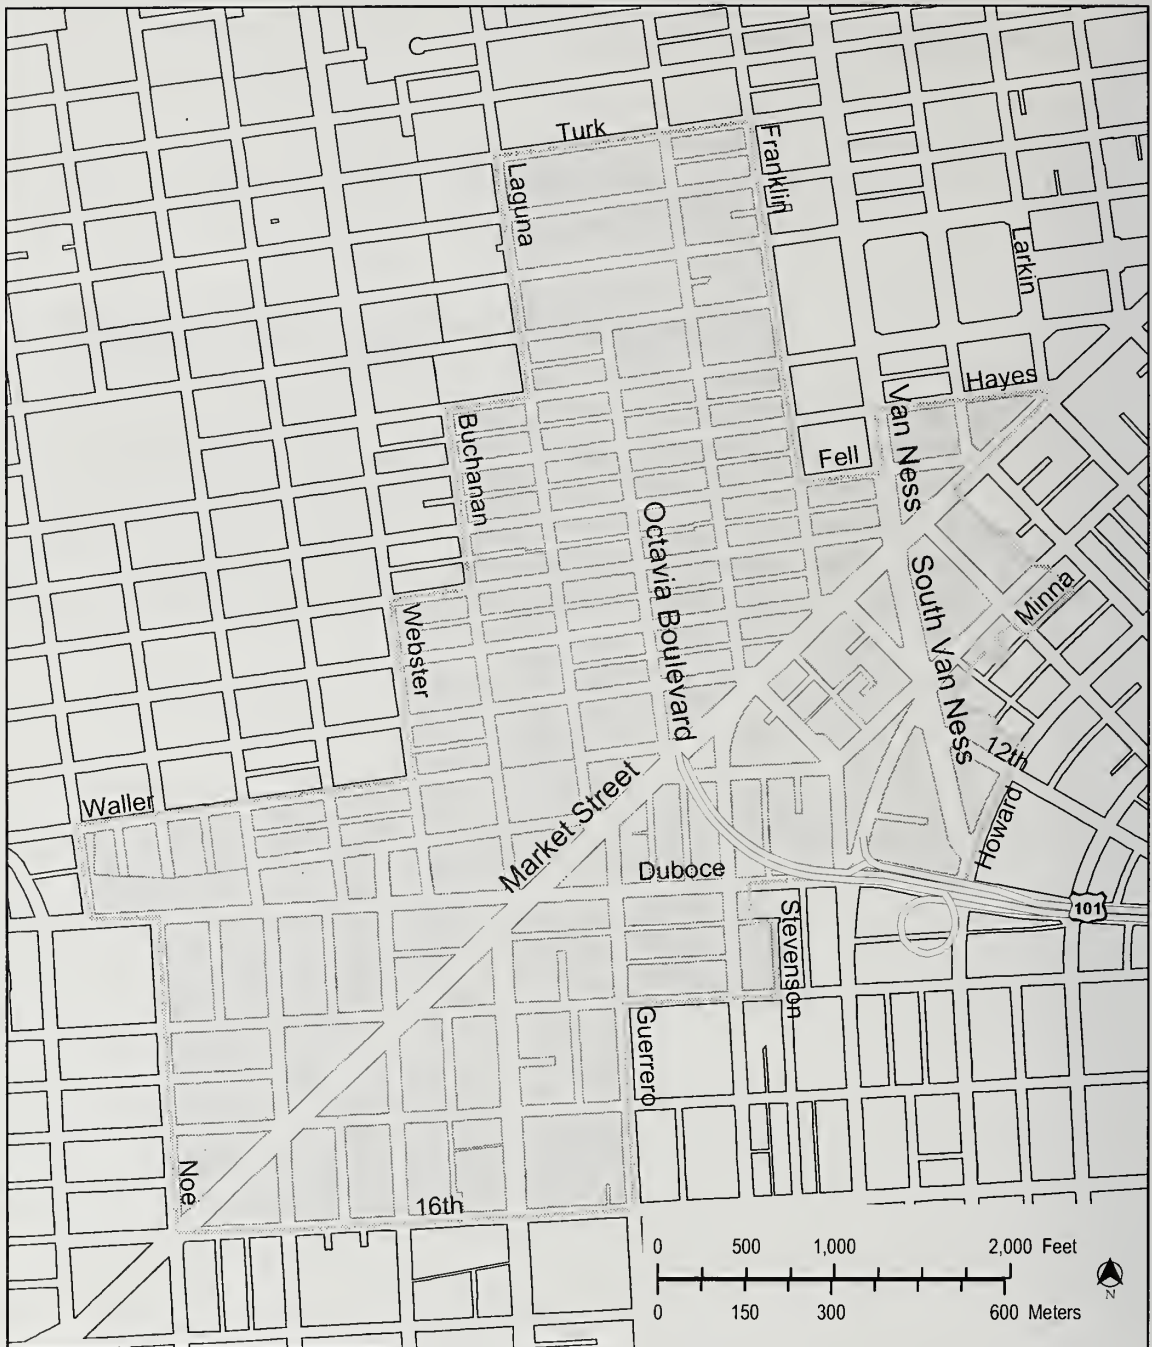 Turk
Franklin
Laguna
Larkin
Hayes
Van Ness
Buchanan
Fell
Octavia Boulevard
South Van Ness
Minna
Webster
12th
Market Street
Waller
Howard
Duboce
101
Stevenson
Guerrero
Noe
16th
0 500 1,000 2,000 Feet
0 150 300 600 Meters
N